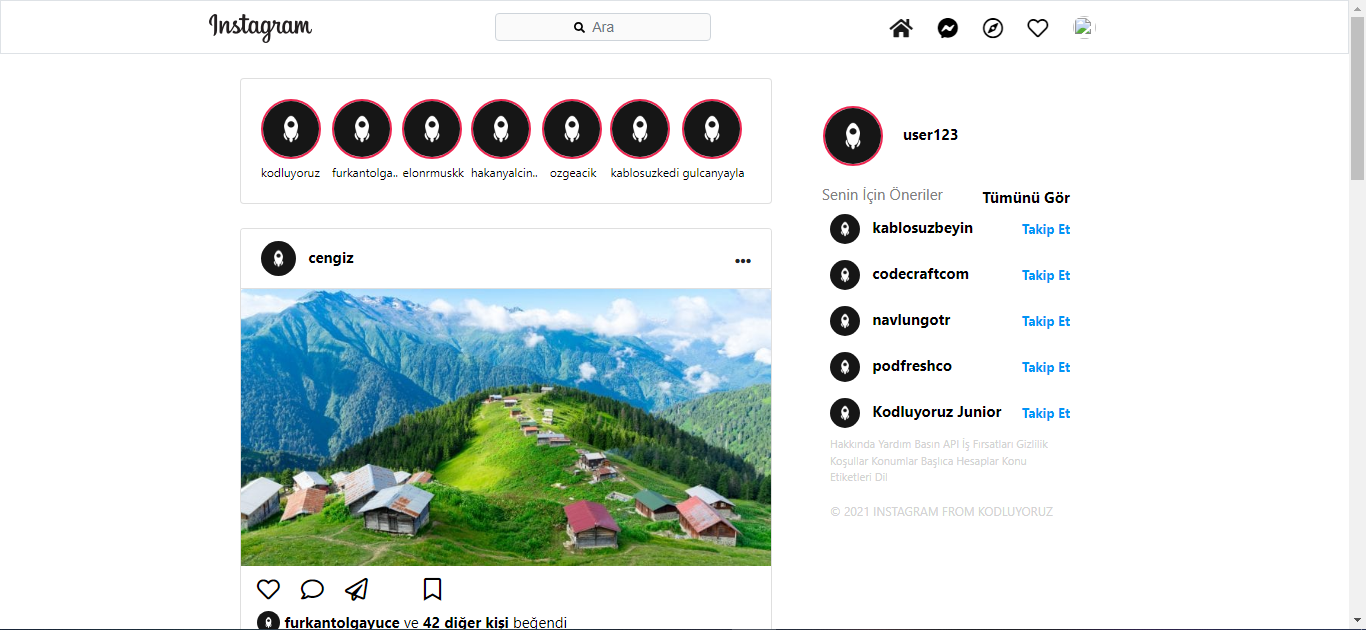 Instagram
Ara
kodluyoruz furkantolga.. elonrmuskk hakanyalcin.. ozgeacik kablosuzkedi gulcanyayla
cengiz
furkantolgayuce ve 42 diğer kişi beğendi
user123
Senin İçin Öneriler Tümünü Gör
kablosuzbeyin Takip Et
codecraftcom Takip Et
navlungotr Takip Et
podfreshco Takip Et
Kodluyoruz Junior Takip Et
Hakkında Yardım Basın API İş Fırsatları Gizlilik
Koşullar Konumlar Başlıca Hesaplar Konu
Etiketleri Dil
© 2021 INSTAGRAM FROM KODLUYORUZ